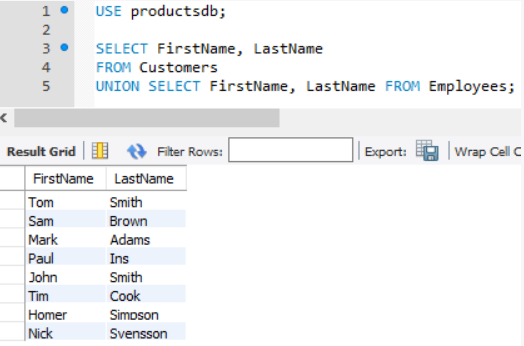 1 USE productsdb;
2
3 SELECT FirstName, LastName
4 FROM Customers
5 UNION SELECT FirstName, LastName FROM Employees;
Result Grid Filter Rows: Export: Wrap Cell C
FirstName LastName
Tom Smith
Sam Brown
Mark Adams
Paul Ins
John Smith
Tim Cook
Homer Simpson
Nick Svensson